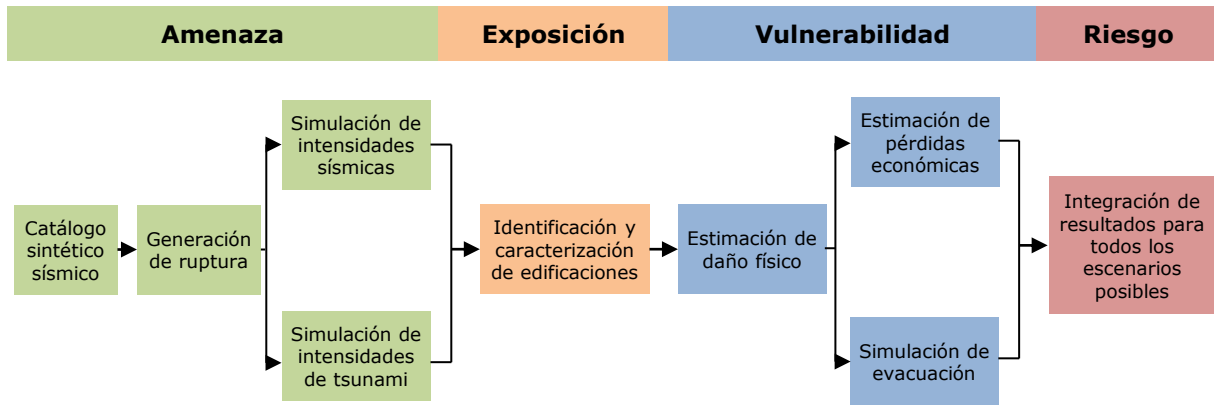 Amenaza
Exposición
Vulnerabilidad
Riesgo
Catálogo
sintético
sísmico
Generación
de ruptura
Simulación de
intensidades
sísmicas
Simulación de
intensidades
de tsunami
Identificación y
caracterización
de edificaciones
Estimación de
daño físico
Estimación de
pérdidas
económicas
Simulación de
evacuación
Integración de
resultados para
todos los
escenarios
posibles